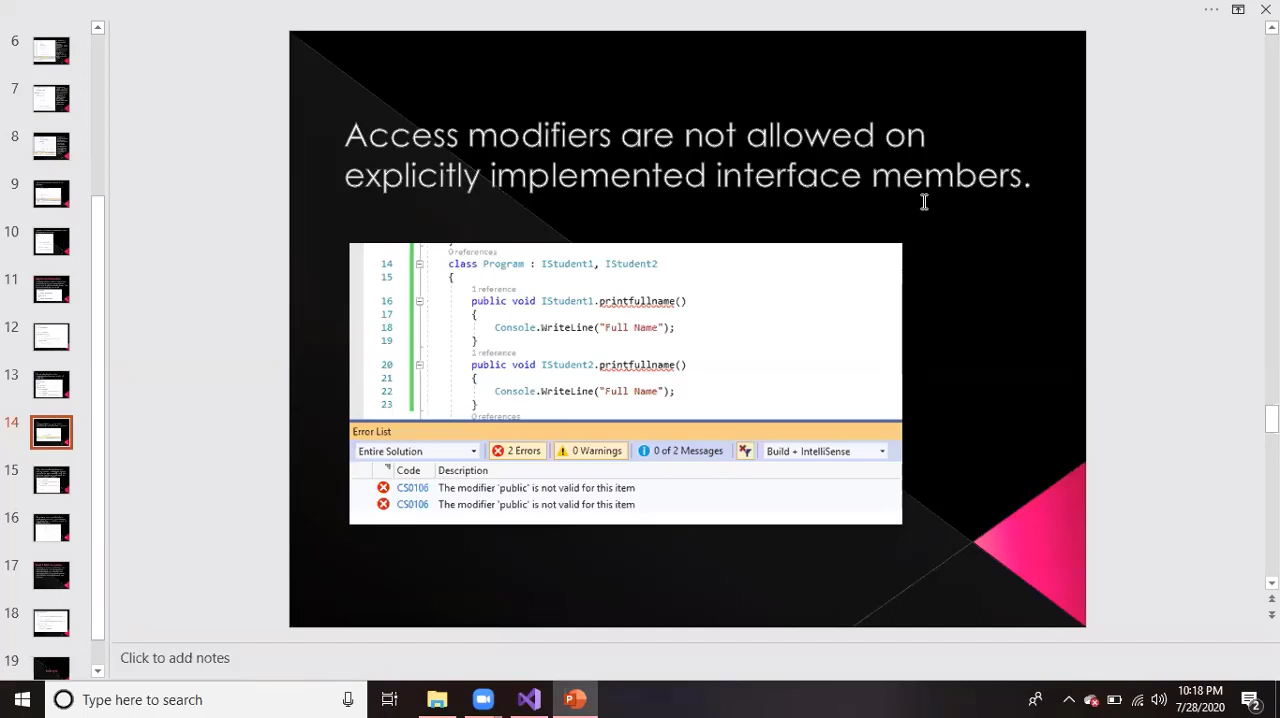 6
7
8
10
11
12
14
17
18
19
Access modifiers are not allowed on
explicitly implemented interface members.
0 references
14 class Program : IStudent1, IStudent2
15 {
1 reference
16 public void IStudent1.printfullname()
17 {
18 Console.WriteLine("Full Name");
19 }
1 reference
20 public void IStudent2.printfullname()
21 {
22 Console.WriteLine("Full Name");
23 }
0 references
Error List
Entire Solution 2 Errors 0 Warnings 0 of 2 Messages Build + IntelliSense
Code Description
CS0106 The modifier 'public' is not valid for this item
CS0106 The modifier 'public' is not valid for this item
Click to add notes
Type here to search
10:18 PM
7/28/2020
2